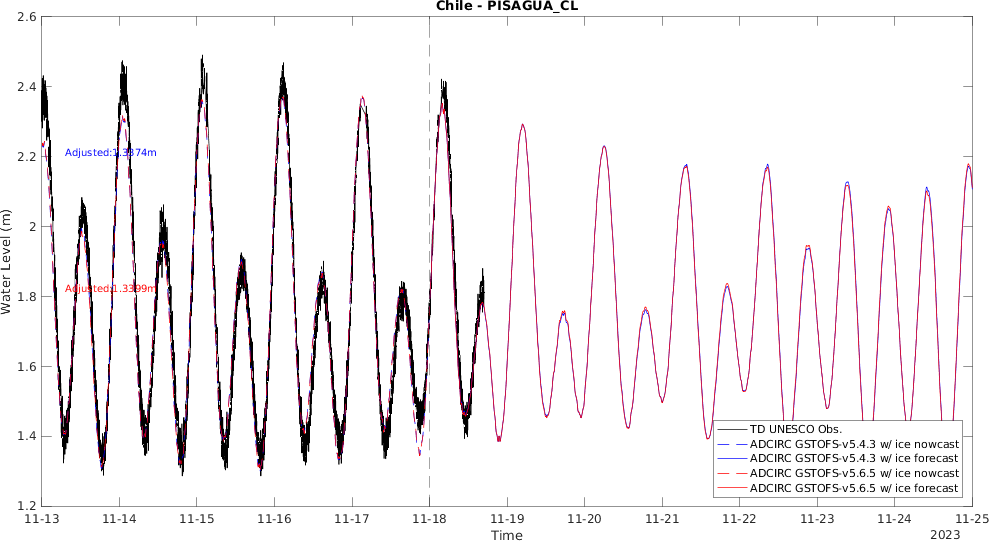 Chile - PISAGUA_CL
2.6
2.4
2.2
2
1.8
1.6
1.4
1.2
Water Level (m)
Adjusted:1.3374m
Adjusted:1.3399m
TD UNESCO Obs.
ADCIRC GSTOFS-v5.4.3 w/ ice nowcast
ADCIRC GSTOFS-v5.4.3 w/ ice forecast
ADCIRC GSTOFS-v5.6.5 w/ ice nowcast
ADCIRC GSTOFS-v5.6.5 w/ ice forecast
11-13 11-14 11-15 11-16 11-17 11-18 11-19 11-20 11-21 11-22 11-23 11-24 11-25
Time
2023